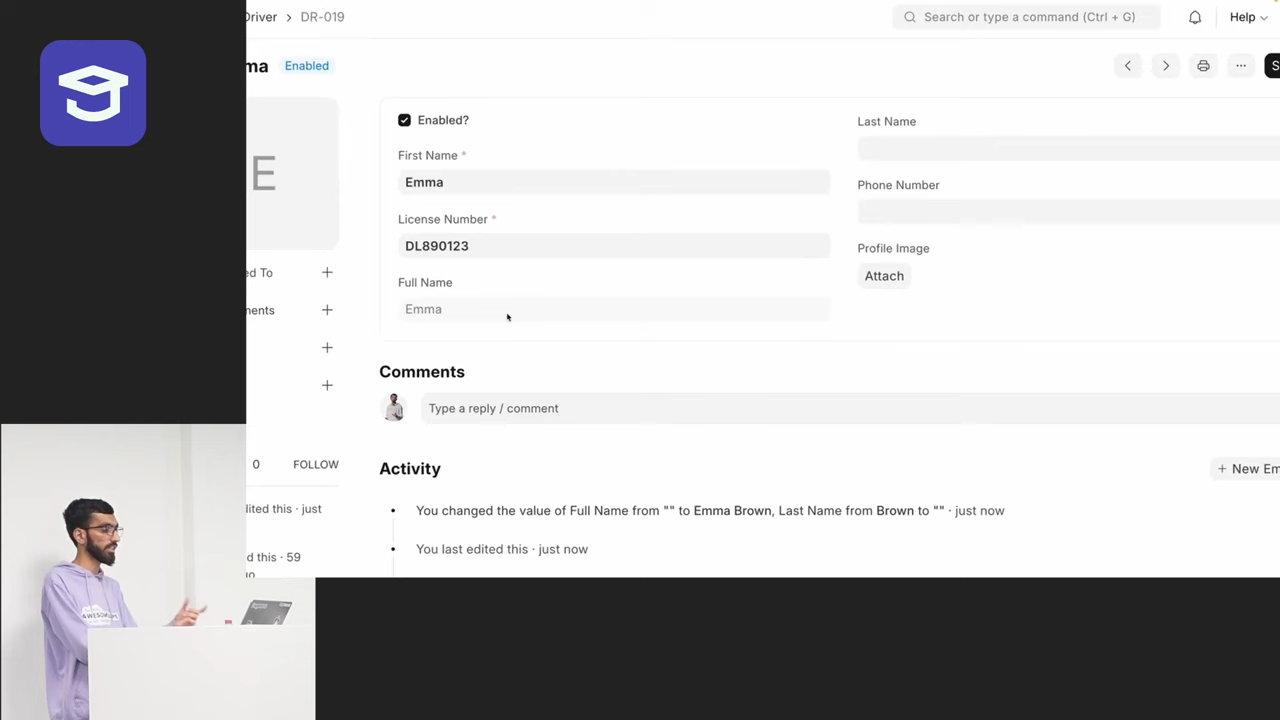 Driver > DR-019
Search or type a command (Ctrl + G)
Help
ma
Enabled
S
E
Enabled?
First Name *
Emma
License Number *
DL890123
Full Name
Emma
Last Name
Phone Number
Profile Image
Attach
ed To
ments
0
FOLLOW
lited this · just
d this · 59
go
Comments
Type a reply / comment
Activity
+ New Em
You changed the value of Full Name from "" to Emma Brown, Last Name from Brown to "" · just now
You last edited this · just now